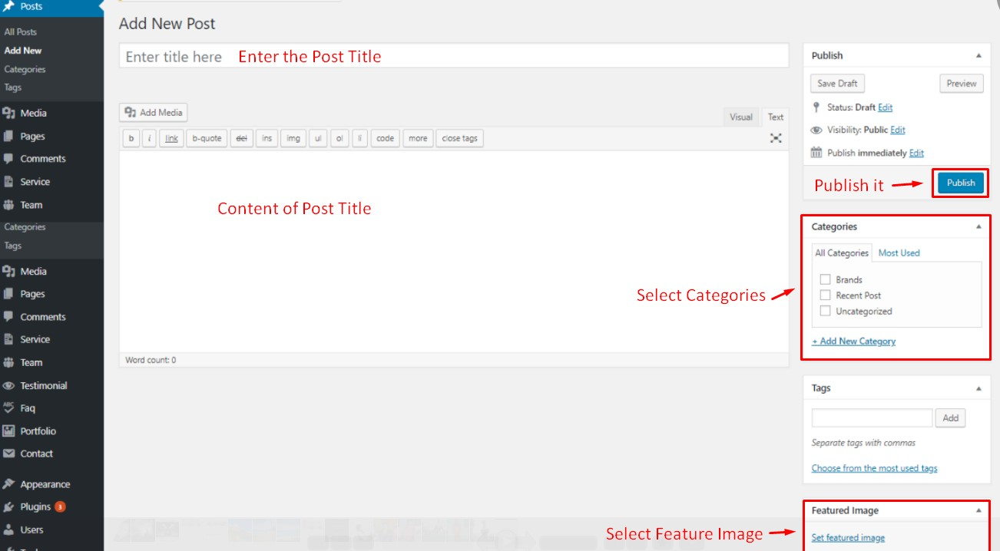 Posts
All Posts
Add New
Categories
Tags
Media
Pages
Comments
Service
Team
Categories
Tags
Media
Pages
Comments
Service
Team
Testimonial
Faq
Portfolio
Contact
Appearance
Plugins 3
Users
Add New Post
Enter title here Enter the Post Title
Add Media
Visual Text
b i link b-quote del ins img ul ol li code more close tags
Content of Post Title
Word count: 0
Publish
Save Draft Preview
Status: Draft Edit
Visibility: Public Edit
Publish immediately Edit
Publish it Publish
Categories
All Categories Most Used
Brands
Select Categories Recent Post
Uncategorized
+ Add New Category
Tags
Add
Separate tags with commas
Choose from the most used tags
Featured Image
Select Feature Image Set featured image